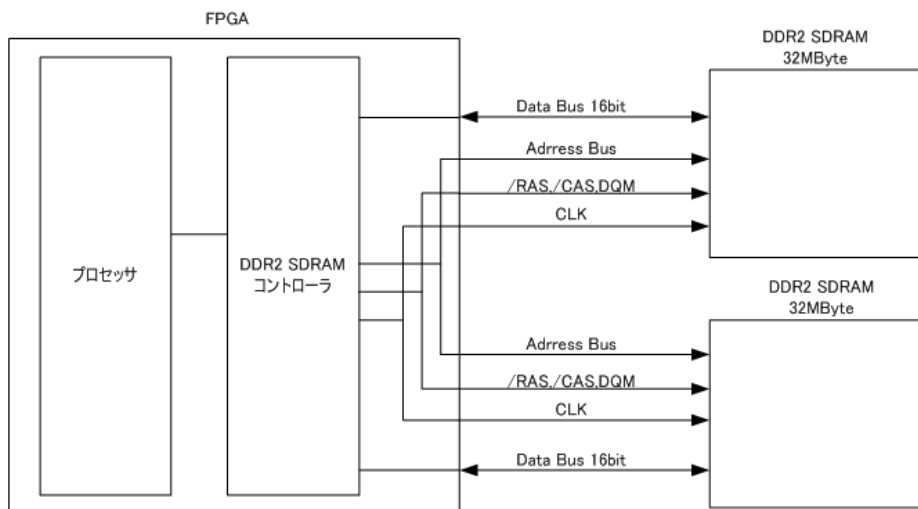 FPGA
DDR2 SDRAM
32MByte
Data Bus 16bit
Adrress Bus
/RAS,/CAS,DQM
CLK
プロセッサ
DDR2 SDRAM
コントローラ
DDR2 SDRAM
32MByte
Adrress Bus
/RAS,/CAS,DQM
CLK
Data Bus 16bit